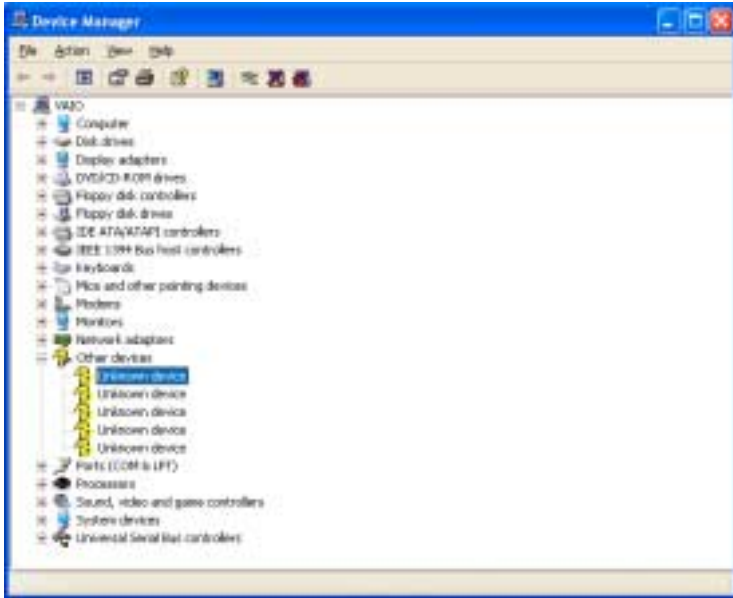 Device Manager
File Action View Help
VAIO
Computer
Disk drives
Display adapters
DVD/CD-ROM drives
Floppy disk controllers
Floppy disk drives
IDE ATA/ATAPI controllers
IEEE 1394 Bus host controllers
Keyboards
Mice and other pointing devices
Modems
Monitors
Network adapters
Other devices
Unknown device
Unknown device
Unknown device
Unknown device
Unknown device
Ports (COM & LPT)
Processors
Sound, video and game controllers
System devices
Universal Serial Bus controllers